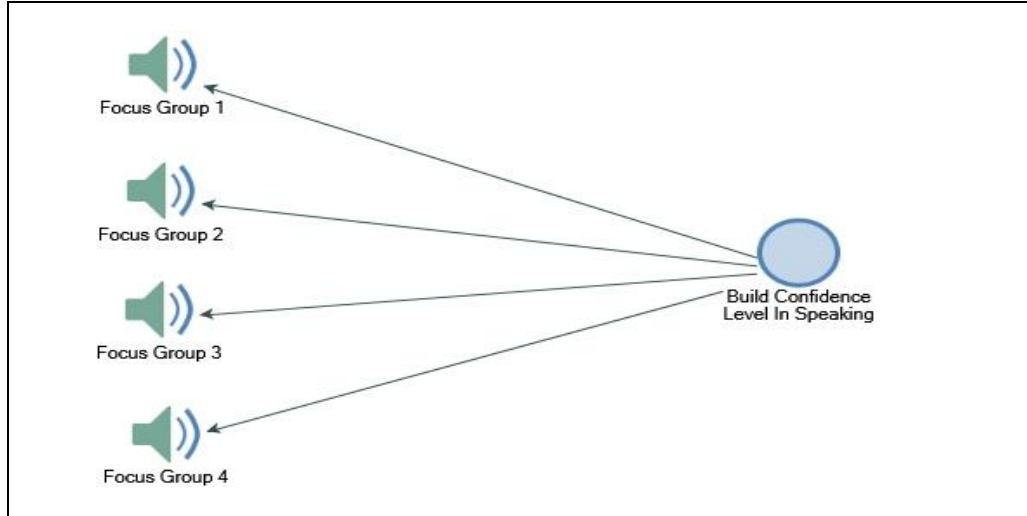 Focus Group 1
Focus Group 2
Build Confidence
Level In Speaking
Focus Group 3
Focus Group 4